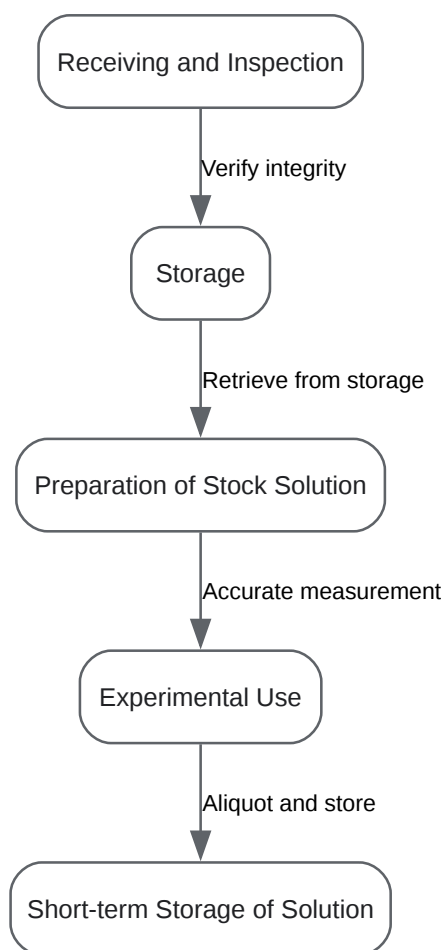 Receiving and Inspection
Verify integrity
Storage
Retrieve from storage
Preparation of Stock Solution
Accurate measurement
Experimental Use
Aliquot and store
Short-term Storage of Solution